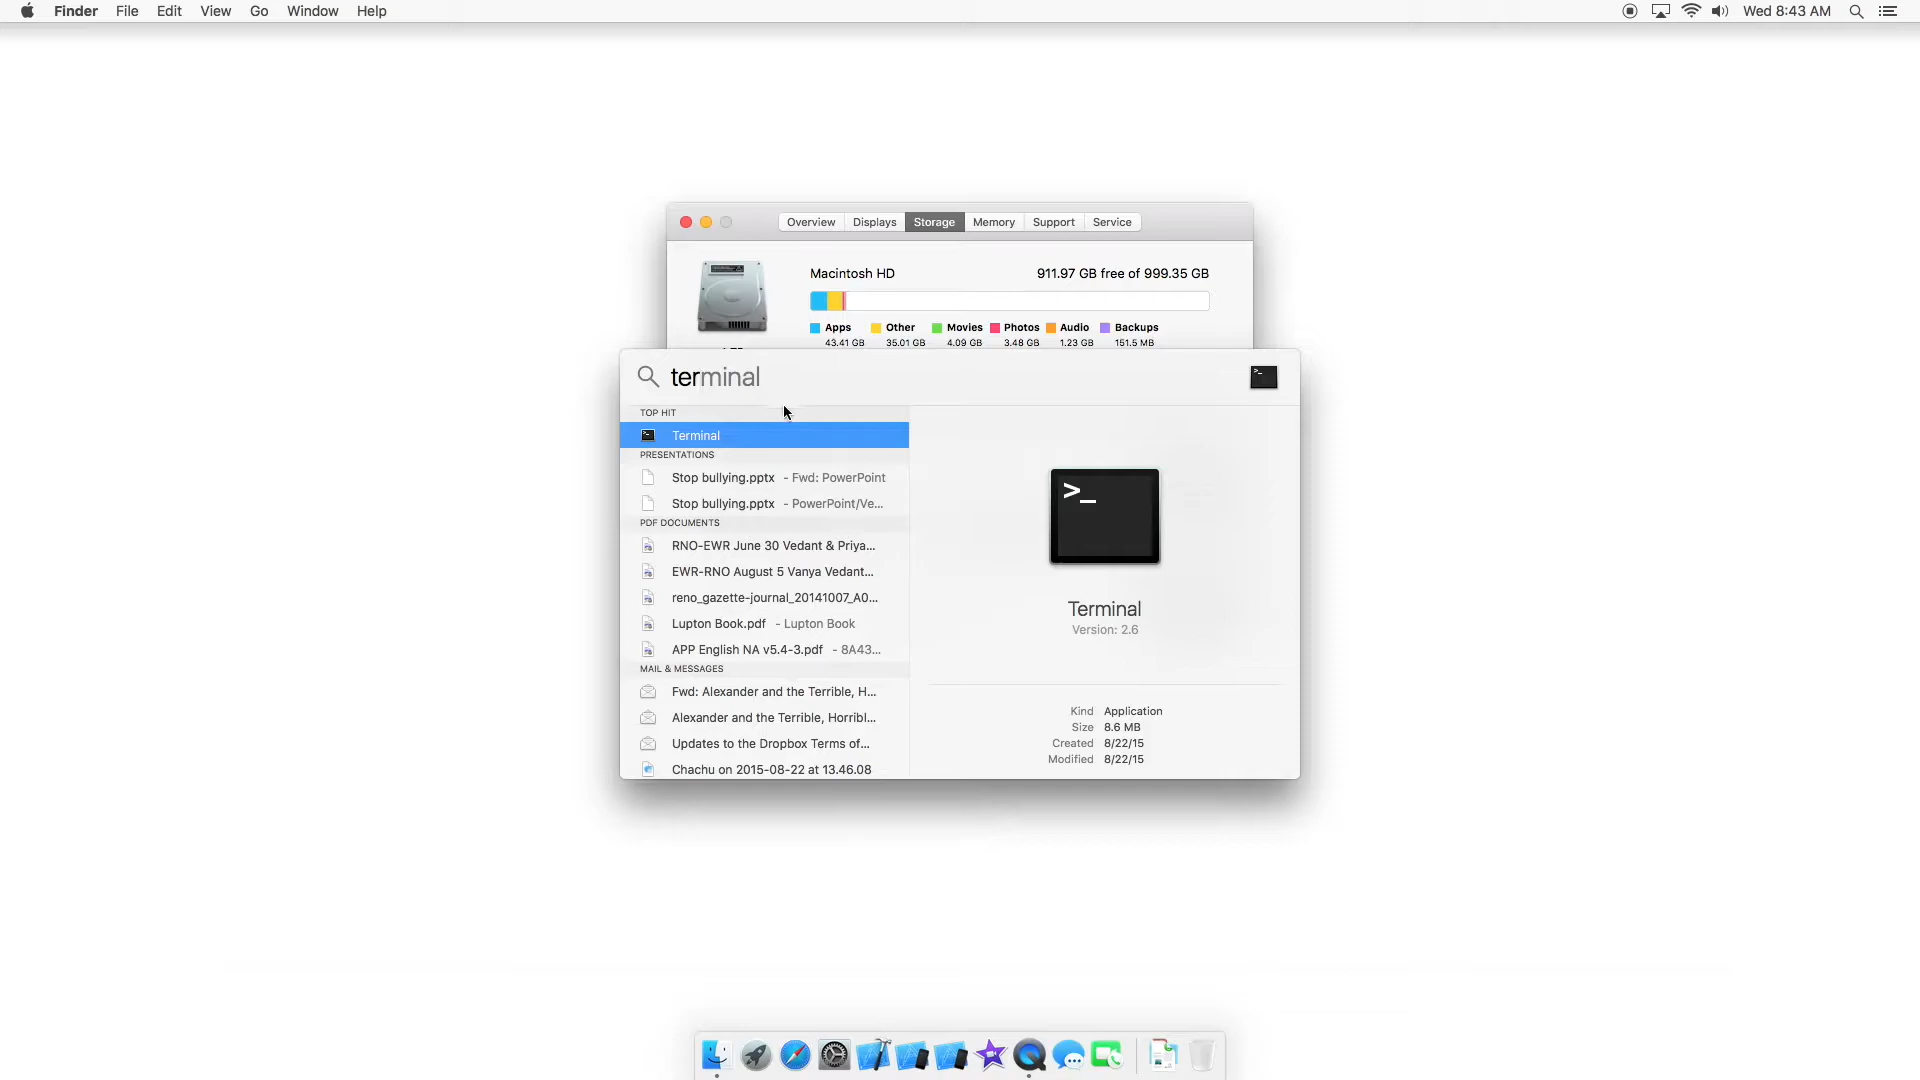 Finder File Edit View Go Window Help Wed 8:43 AM
Overview Displays Storage Memory Support Service
Macintosh HD 911.97 GB free of 999.35 GB
Apps Other Movies Photos Audio Backups
43.41 GB 35.01 GB 4.09 GB 3.48 GB 1.23 GB 151.5 MB
terminal
TOP HIT
Terminal
PRESENTATIONS
Stop bullying.pptx - Fwd: PowerPoint
Stop bullying.pptx - PowerPoint/Ve...
PDF DOCUMENTS
RNO-EWR June 30 Vedant & Priya...
EWR-RNO August 5 Vanya Vedant...
reno_gazette-journal_20141007_A0...
Lupton Book.pdf - Lupton Book
APP English NA v5.4-3.pdf - 8A43...
MAIL & MESSAGES
Fwd: Alexander and the Terrible, H...
Alexander and the Terrible, Horribl...
Updates to the Dropbox Terms of...
Chachu on 2015-08-22 at 13.46.08
>_
Terminal
Version: 2.6
Kind Application
Size 8.6 MB
Created 8/22/15
Modified 8/22/15